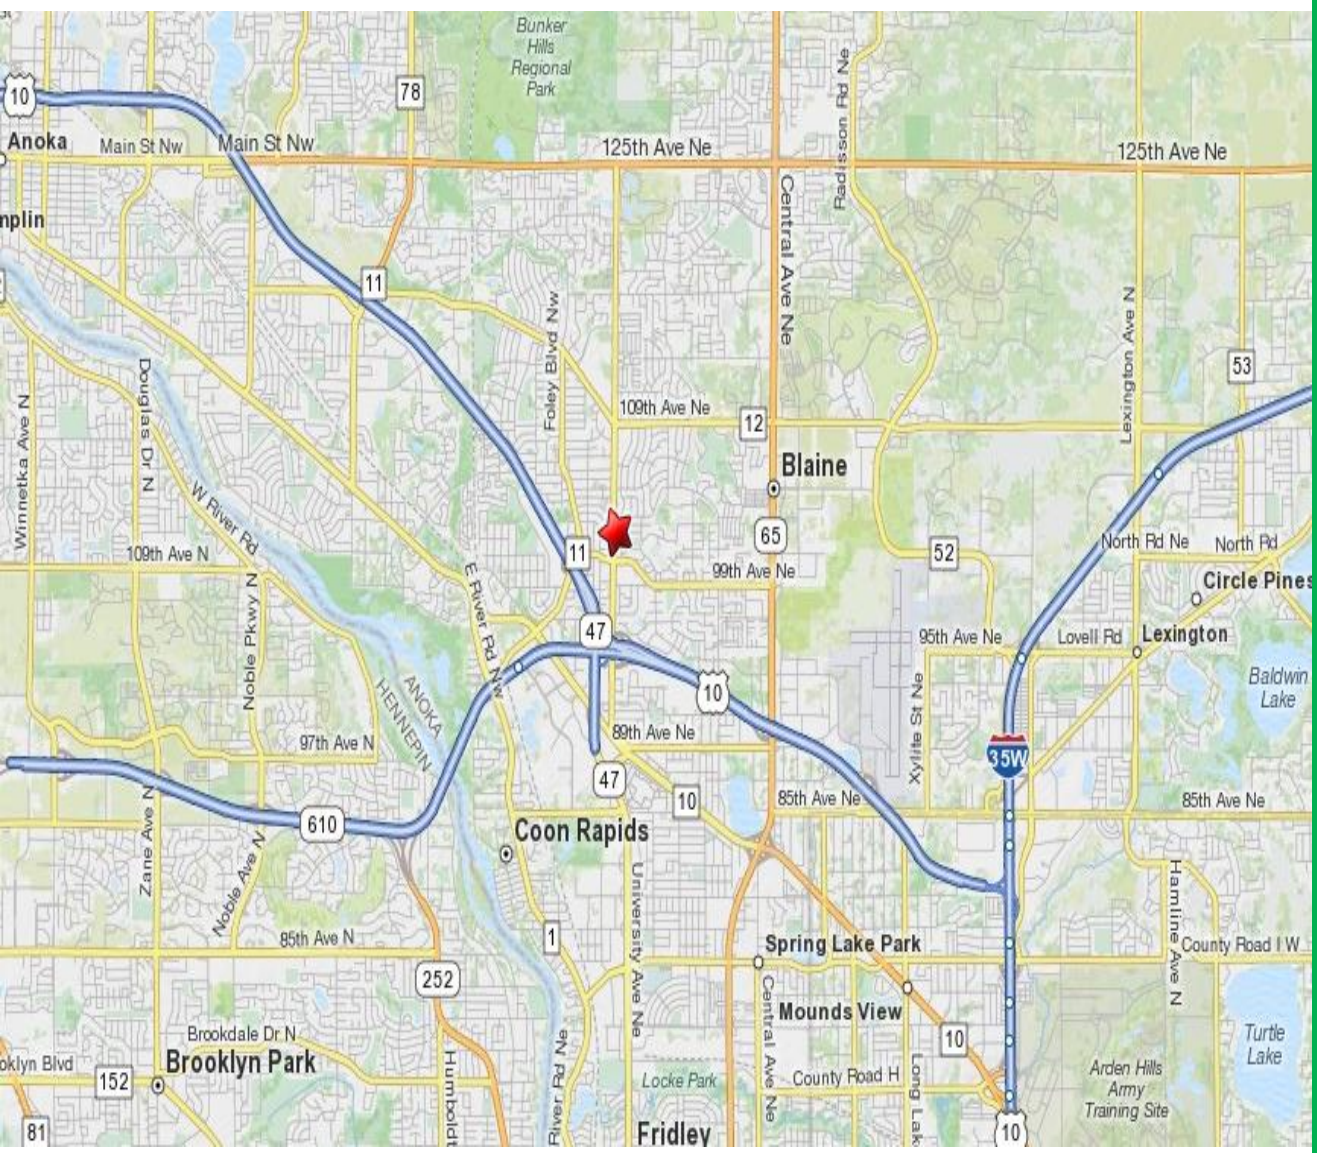 Bunker
Hills
Regional
Park
10
78
Anoka
Main St Nw
Main St Nw
125th Ave Ne
125th Ave Ne
Radisson Rd Ne
Central Ave Ne
mplin
11
Foley Blvd Nw
Lexington Ave N
53
Douglas Dr N
Winnetka Ave N
109th Ave Ne
12
Blaine
W River Rd
65
109th Ave N
11
52
North Rd Ne
North Rd
99th Ave Ne
Circle Pines
E River Rd Nw
Noble Pkwy N
47
95th Ave Ne
Lovell Rd
Lexington
ANOKA
HENNEPIN
10
Xylite St Ne
Baldwin
Lake
97th Ave N
89th Ave Ne
35W
47
10
85th Ave Ne
85th Ave Ne
610
Coon Rapids
Zane Ave N
Noble Ave N
University Ave Ne
Hamline Ave N
85th Ave N
1
Spring Lake Park
County Road I W
252
Central Ave Ne
Mounds View
Brookdale Dr N
10
Turtle
Lake
oklyn Blvd
152
Brooklyn Park
Humboldt
River Rd Ne
Locke Park
County Road H
Long Lak
Arden Hills
Army
Training Site
81
Fridley
10